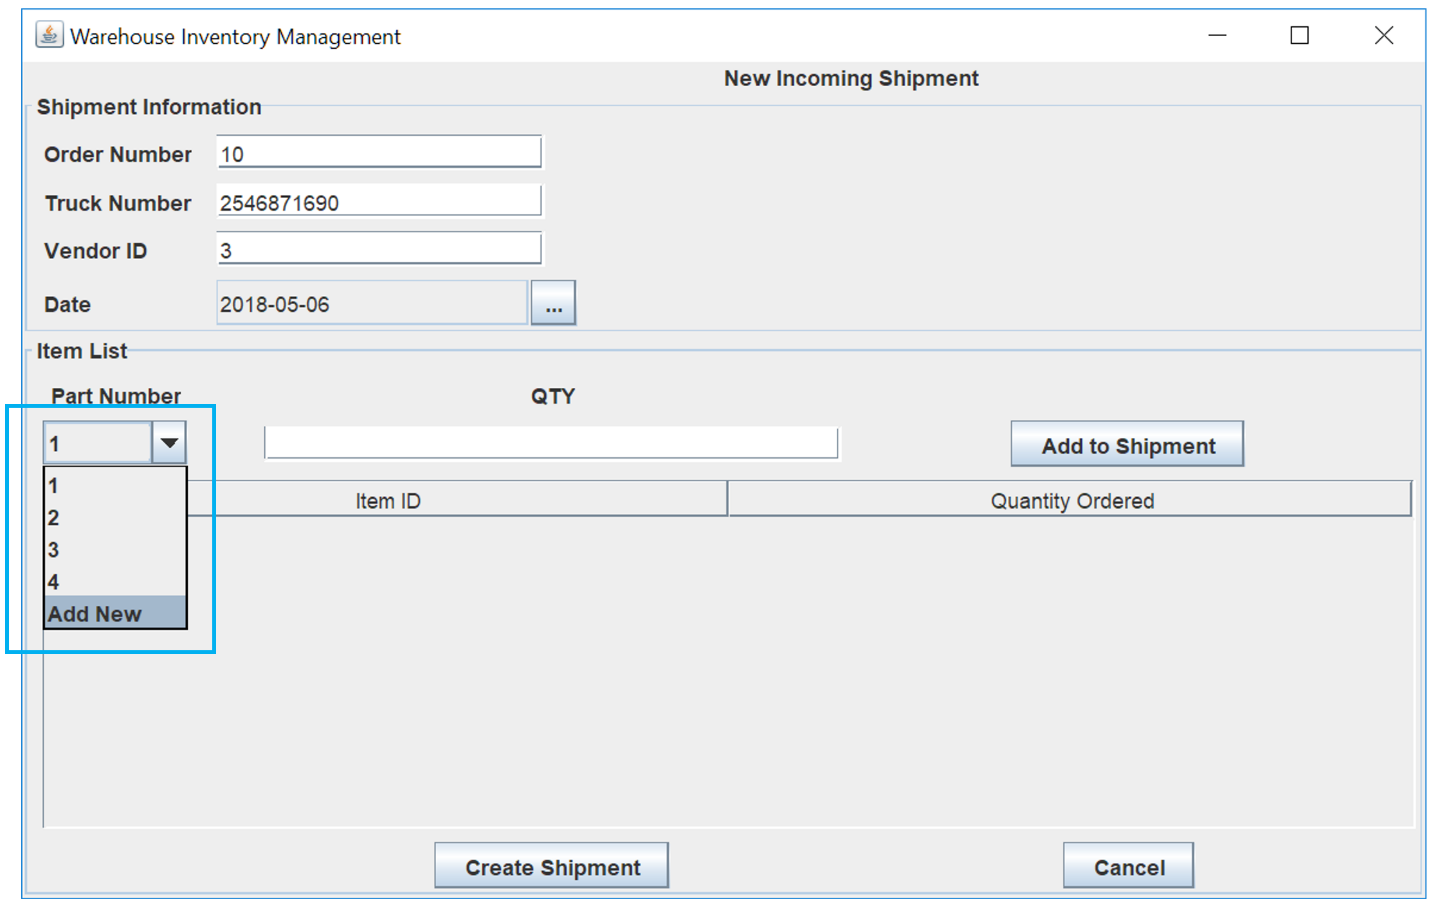 Warehouse Inventory Management
New Incoming Shipment
Shipment Information
Order Number 10
Truck Number 2546871690
Vendor ID 3
Date 2018-05-06 ...
Item List
Part Number QTY
1 Add to Shipment
1
Item ID Quantity Ordered
2
3
4
Add New
Create Shipment Cancel